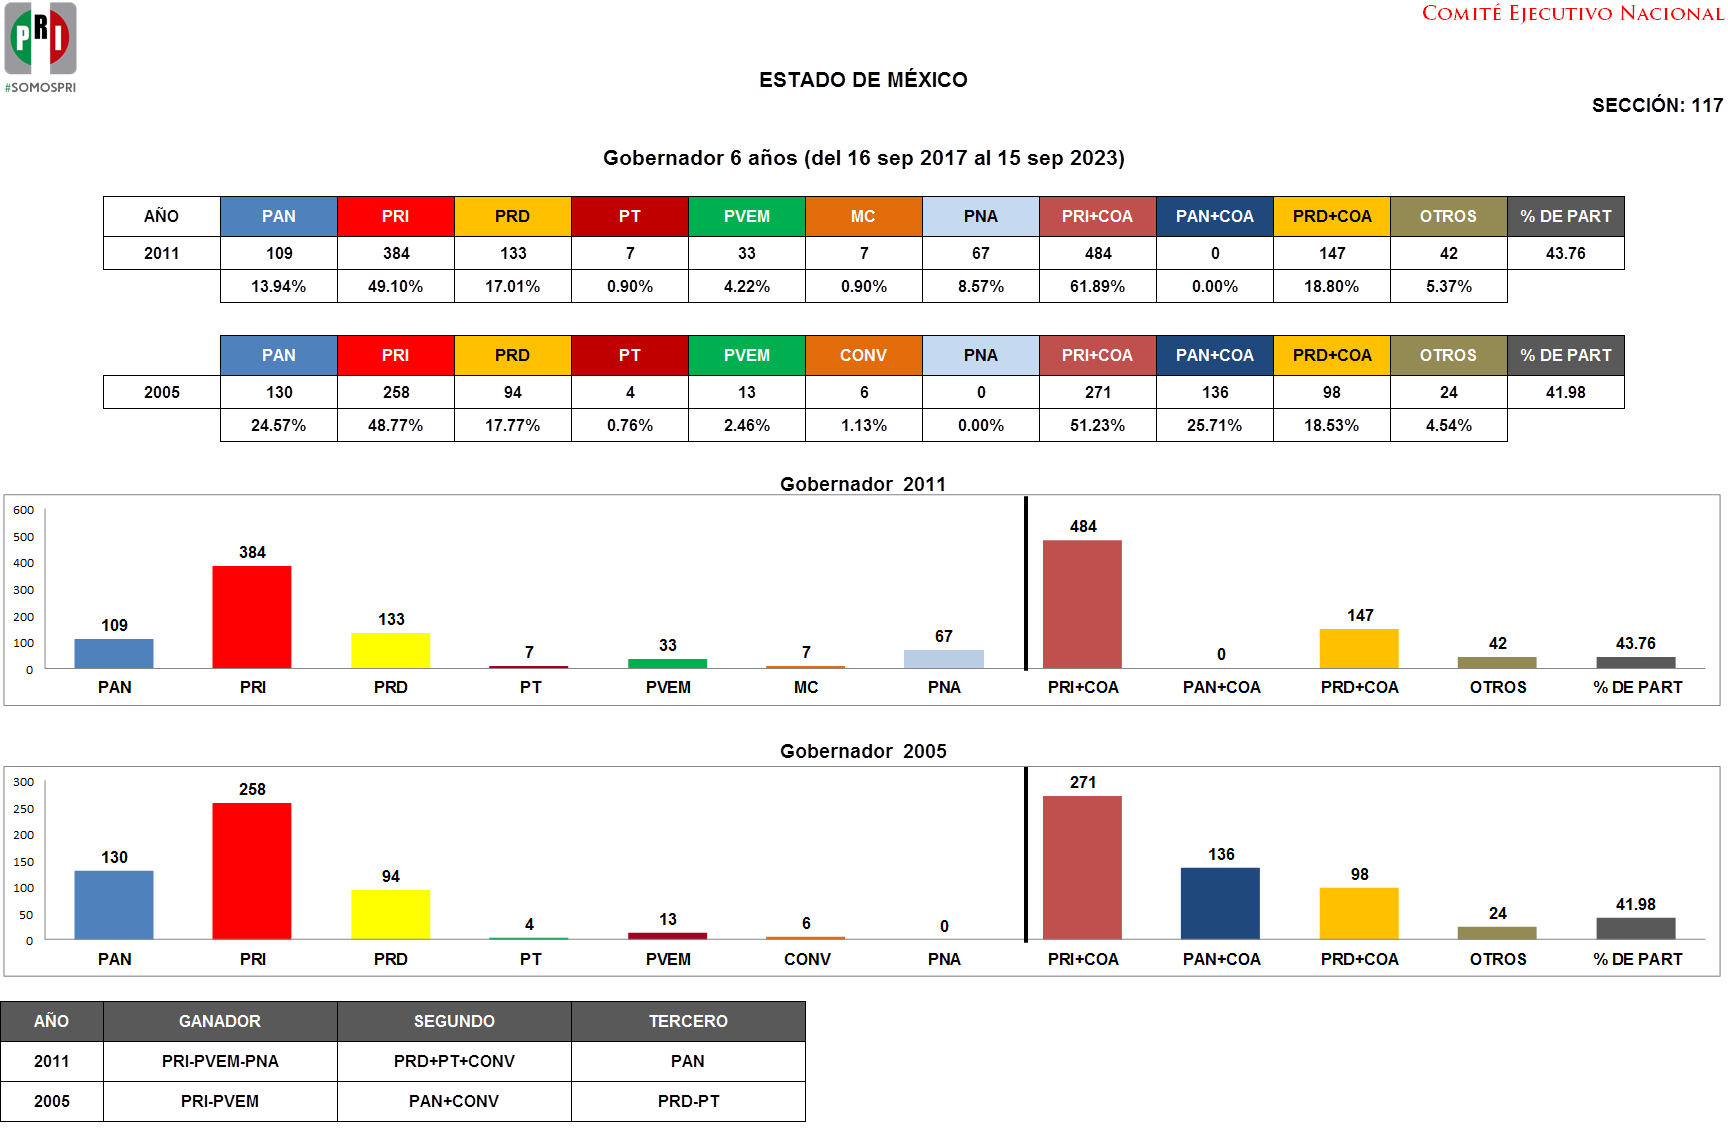 PRI
#SOMOSPRI
COMITÉ EJECUTIVO NACIONAL
ESTADO DE MÉXICO
SECCIÓN: 117
Gobernador 6 años (del 16 sep 2017 al 15 sep 2023)
AÑO PAN PRI PRD PT PVEM MC PNA PRI+COA PAN+COA PRD+COA OTROS % DE PART
2011 109 384 133 7 33 7 67 484 0 147 42 43.76
13.94% 49.10% 17.01% 0.90% 4.22% 0.90% 8.57% 61.89% 0.00% 18.80% 5.37%
PAN PRI PRD PT PVEM CONV PNA PRI+COA PAN+COA PRD+COA OTROS % DE PART
2005 130 258 94 4 13 6 0 271 136 98 24 41.98
24.57% 48.77% 17.77% 0.76% 2.46% 1.13% 0.00% 51.23% 25.71% 18.53% 4.54%
Gobernador 2011
600
500
400
300
200
100
0
109 384 133 7 33 7 67 484 0 147 42 43.76
PAN PRI PRD PT PVEM MC PNA PRI+COA PAN+COA PRD+COA OTROS % DE PART
Gobernador 2005
300
250
200
150
100
50
0
130 258 94 4 13 6 0 271 136 98 24 41.98
PAN PRI PRD PT PVEM CONV PNA PRI+COA PAN+COA PRD+COA OTROS % DE PART
AÑO GANADOR SEGUNDO TERCERO
2011 PRI-PVEM-PNA PRD+PT+CONV PAN
2005 PRI-PVEM PAN+CONV PRD-PT